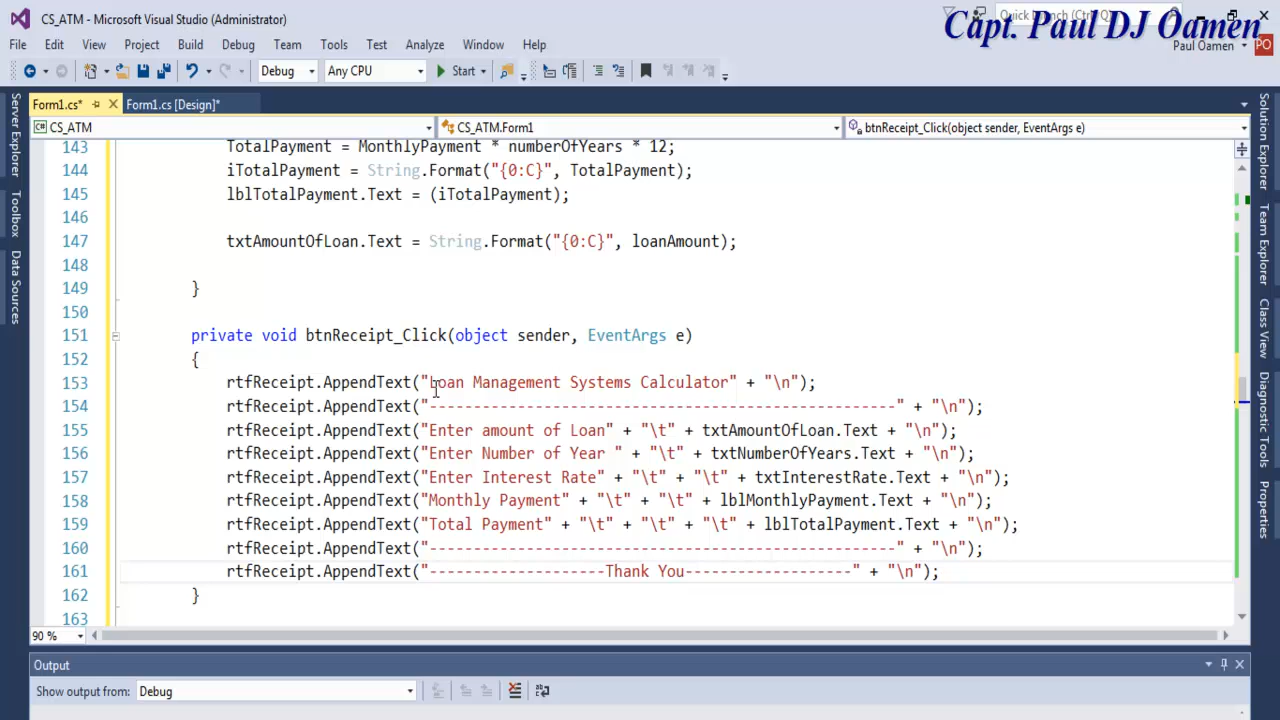 CS_ATM - Microsoft Visual Studio (Administrator)
Quick Launch (Ctrl+Q)
Capt. Paul DJ Oamen
File Edit View Project Build Debug Team Tools Test Analyze Window Help
Paul Oamen
PO
Debug Any CPU Start
Form1.cs* Form1.cs [Design]*
CS_ATM CS_ATM.Form1 btnReceipt_Click(object sender, EventArgs e)
Server Explorer
Toolbox
Data Sources
143 TotalPayment = MonthlyPayment * numberOfYears * 12;
144 iTotalPayment = String.Format("{0:C}", TotalPayment);
145 lblTotalPayment.Text = (iTotalPayment);
146
147 txtAmountOfLoan.Text = String.Format("{0:C}", loanAmount);
148
149 }
150
151 private void btnReceipt_Click(object sender, EventArgs e)
152 {
153 rtfReceipt.AppendText("Loan Management Systems Calculator" + "\n");
154 rtfReceipt.AppendText("-----------------------------------------------------" + "\n");
155 rtfReceipt.AppendText("Enter amount of Loan" + "\t" + txtAmountOfLoan.Text + "\n");
156 rtfReceipt.AppendText("Enter Number of Year " + "\t" + txtNumberOfYears.Text + "\n");
157 rtfReceipt.AppendText("Enter Interest Rate" + "\t" + "\t" + txtInterestRate.Text + "\n");
158 rtfReceipt.AppendText("Monthly Payment" + "\t" + "\t" + lblMonthlyPayment.Text + "\n");
159 rtfReceipt.AppendText("Total Payment" + "\t" + "\t" + "\t" + lblTotalPayment.Text + "\n");
160 rtfReceipt.AppendText("-----------------------------------------------------" + "\n");
161 rtfReceipt.AppendText("--------------------Thank You-------------------" + "\n");
162 }
163
Solution Explorer
Team Explorer
Class View
Diagnostic Tools
Properties
90 %
Output
Show output from: Debug